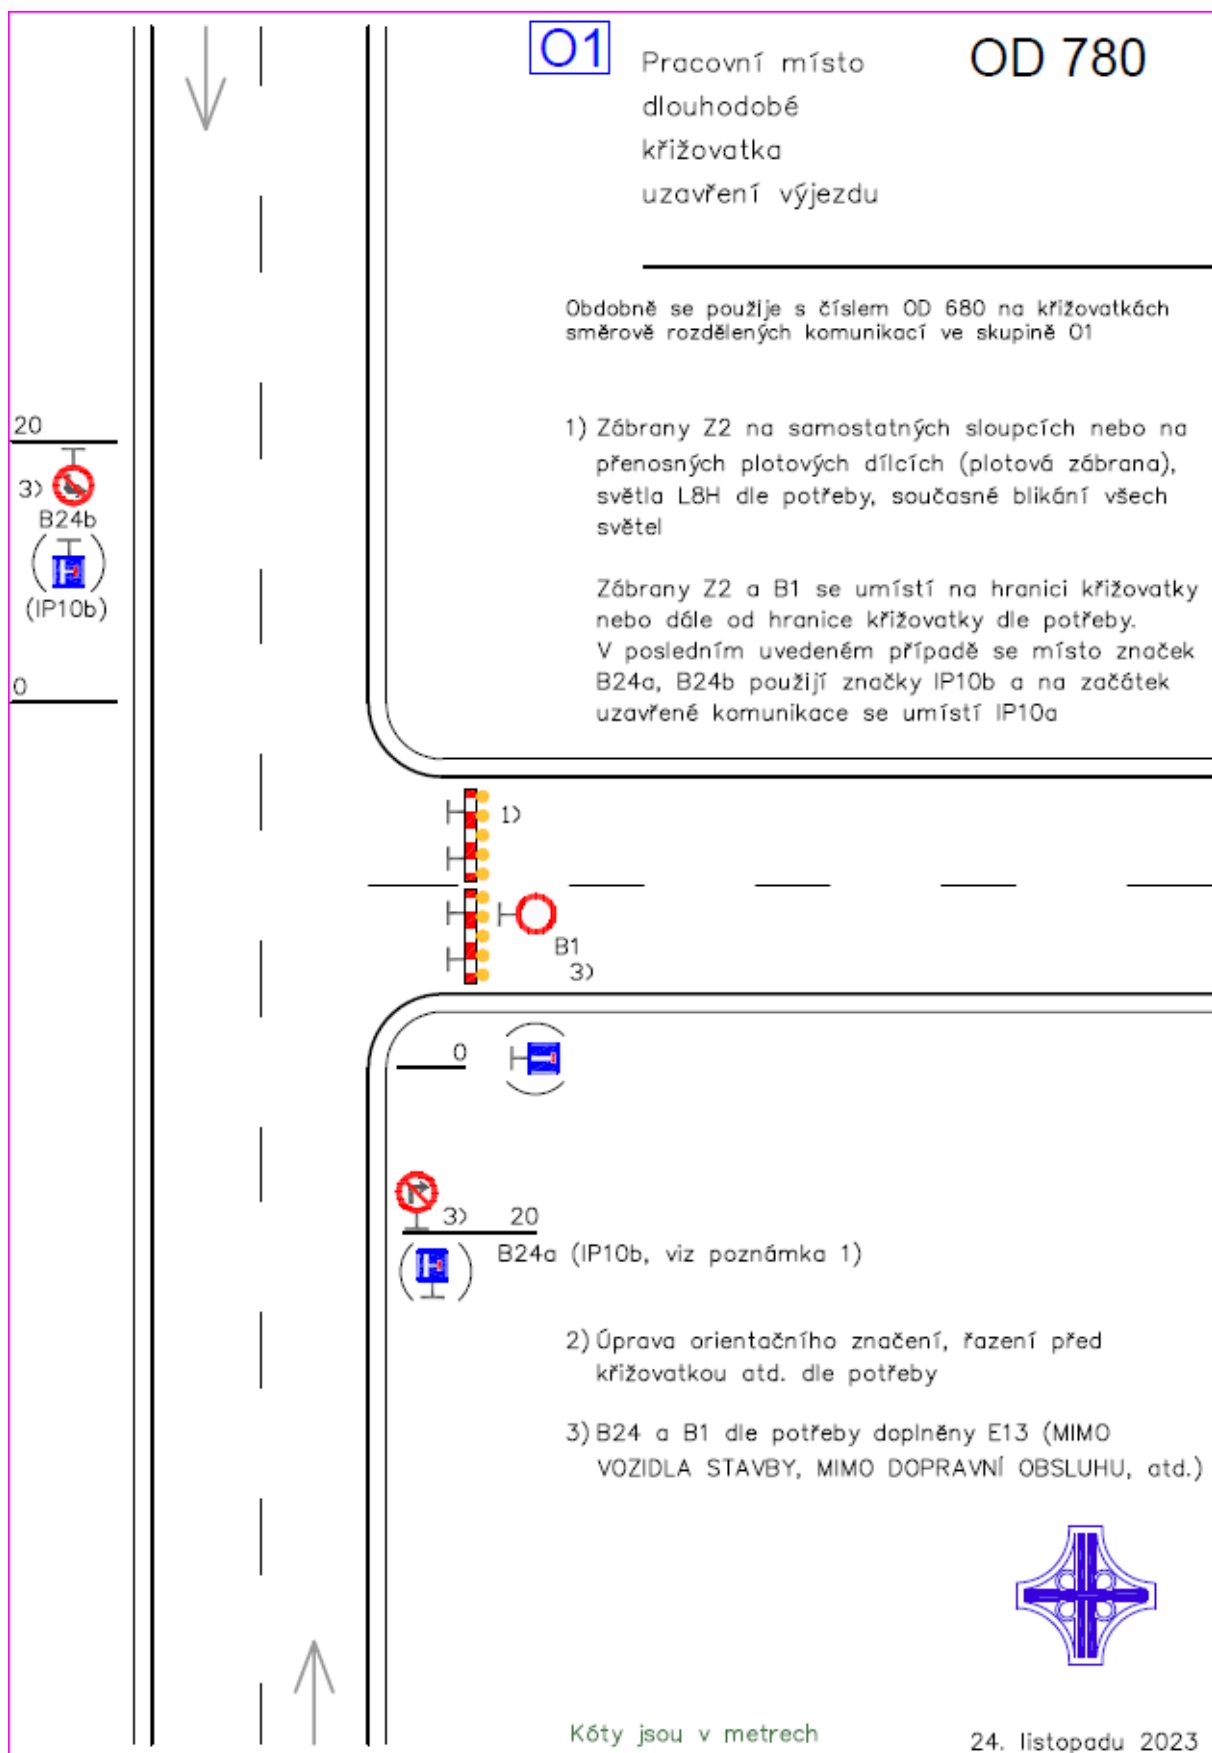 O1
OD 780
Pracovní místo
dlouhodobé
křižovatka
uzavření výjezdu
Obdobně se použije s číslem OD 680 na křižovatkách
směrově rozdělených komunikací ve skupině O1
20
3)
B24b
(IP10b)
0
1) Zábrany Z2 na samostatných sloupcích nebo na
přenosných plotových dílcích (plotová zábrana),
světla L8H dle potřeby, současné blikání všech
světel
Zábrany Z2 a B1 se umístí na hranici křižovatky
nebo dále od hranice křižovatky dle potřeby.
V posledním uvedeném případě se místo značek
B24a, B24b použijí značky IP10b a na začátek
uzavřené komunikace se umístí IP10a
1)
B1
3)
0
3) 20
B24a (IP10b, viz poznámka 1)
2) Úprava orientačního značení, řazení před
křižovatkou atd. dle potřeby
3) B24 a B1 dle potřeby doplněny E13 (MIMO
VOZIDLA STAVBY, MIMO DOPRAVNÍ OBSLUHU, atd.)
Kóty jsou v metrech
24. listopadu 2023